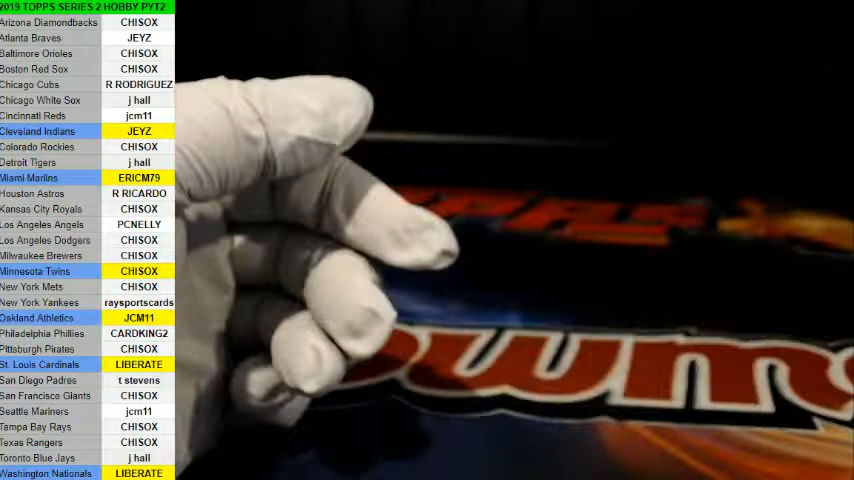 2019 TOPPS SERIES 2 HOBBY PYT2
Arizona Diamondbacks CHISOX
Atlanta Braves JEYZ
Baltimore Orioles CHISOX
Boston Red Sox CHISOX
Chicago Cubs R RODRIGUEZ
Chicago White Sox j hall
Cincinnati Reds jcm11
Cleveland Indians JEYZ
Colorado Rockies CHISOX
Detroit Tigers j hall
Miami Marlins ERICM79
Houston Astros R RICARDO
Kansas City Royals CHISOX
Los Angeles Angels PCNELLY
Los Angeles Dodgers CHISOX
Milwaukee Brewers CHISOX
Minnesota Twins CHISOX
New York Mets CHISOX
New York Yankees raysportscards
Oakland Athletics JCM11
Philadelphia Phillies CARDKING2
Pittsburgh Pirates CHISOX
St. Louis Cardinals LIBERATE
San Diego Padres t stevens
San Francisco Giants CHISOX
Seattle Mariners jcm11
Tampa Bay Rays CHISOX
Texas Rangers CHISOX
Toronto Blue Jays j hall
Washington Nationals LIBERATE